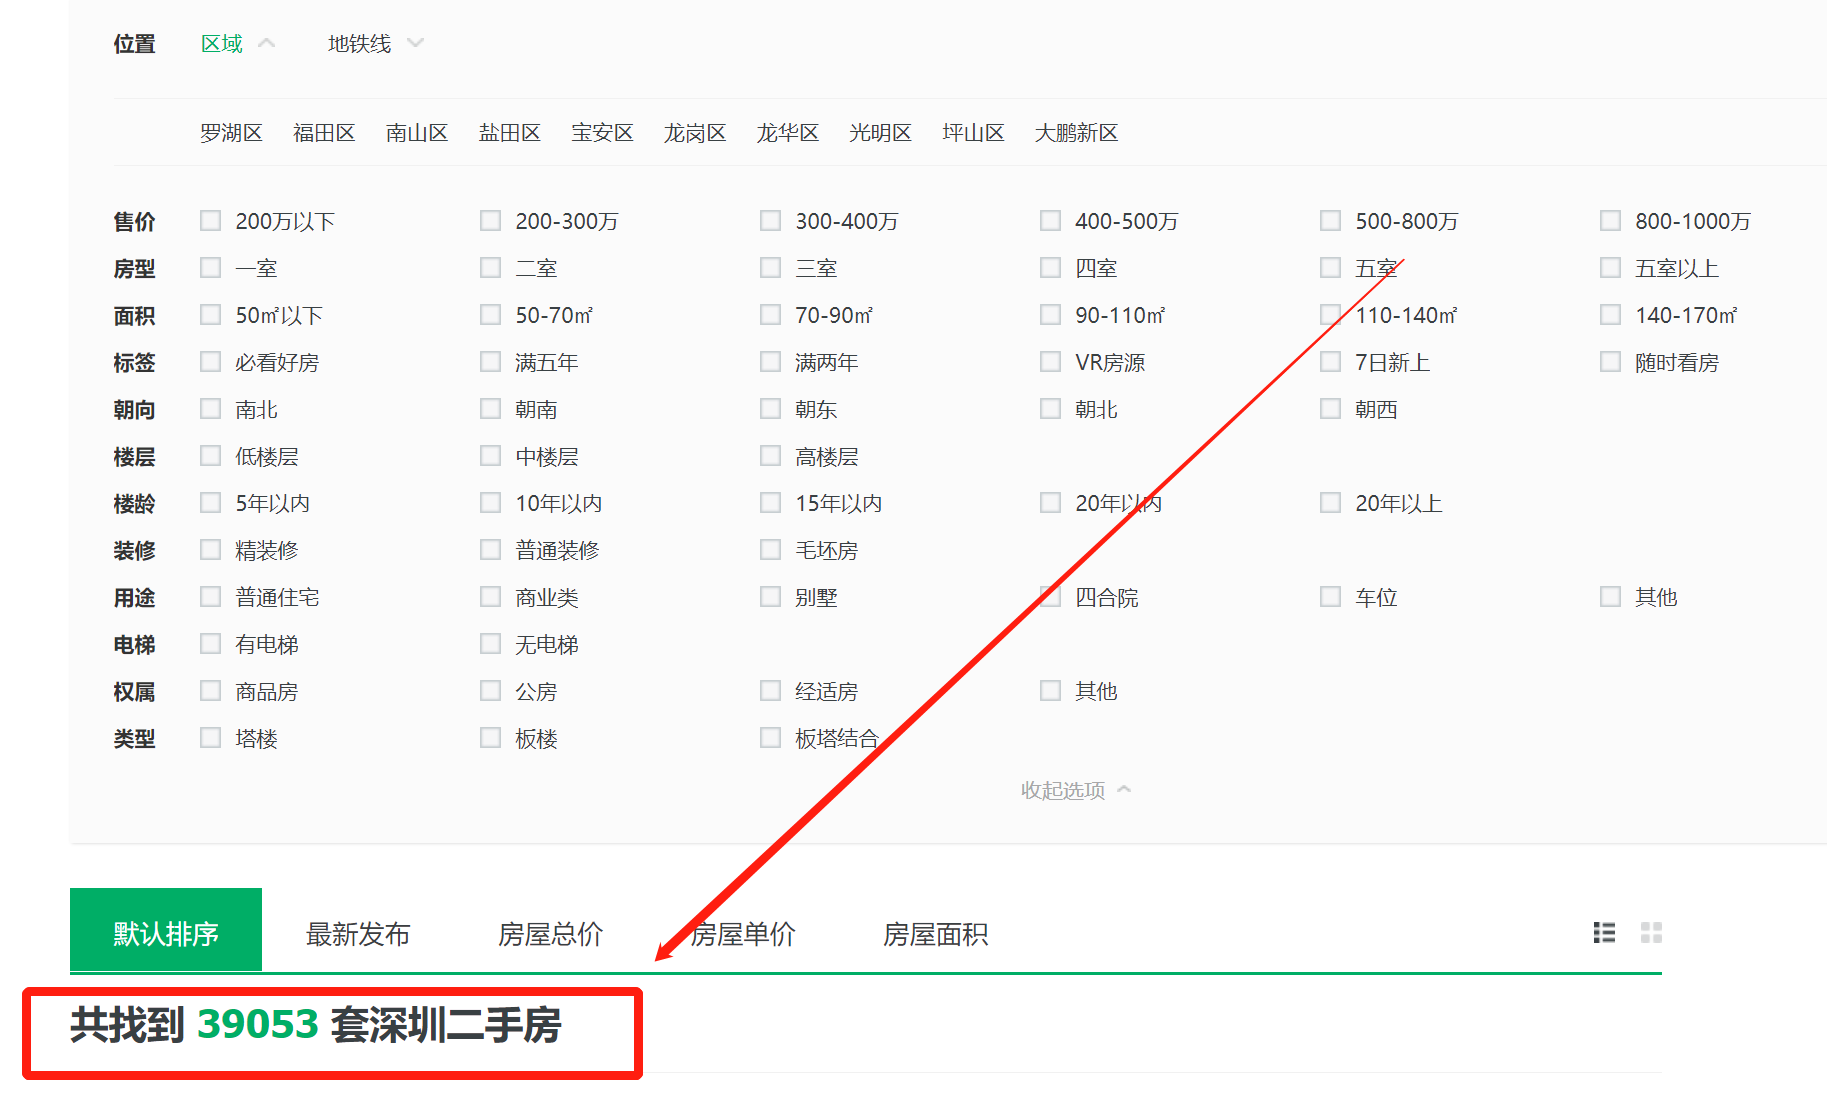 位置 区域 地铁线
罗湖区 福田区 南山区 盐田区 宝安区 龙岗区 龙华区 光明区 坪山区 大鹏新区
售价 200万以下 200-300万 300-400万 400-500万 500-800万 800-1000万
房型 一室 二室 三室 四室 五室 五室以上
面积 50㎡以下 50-70㎡ 70-90㎡ 90-110㎡ 110-140㎡ 140-170㎡
标签 必看好房 满五年 满两年 VR房源 7日新上 随时看房
朝向 南北 朝南 朝东 朝北 朝西
楼层 低楼层 中楼层 高楼层
楼龄 5年以内 10年以内 15年以内 20年以内 20年以上
装修 精装修 普通装修 毛坯房
用途 普通住宅 商业类 别墅 四合院 车位 其他
电梯 有电梯 无电梯
权属 商品房 公房 经适房 其他
类型 塔楼 板楼 板塔结合
收起选项
默认排序 最新发布 房屋总价 房屋单价 房屋面积
共找到 39053 套深圳二手房